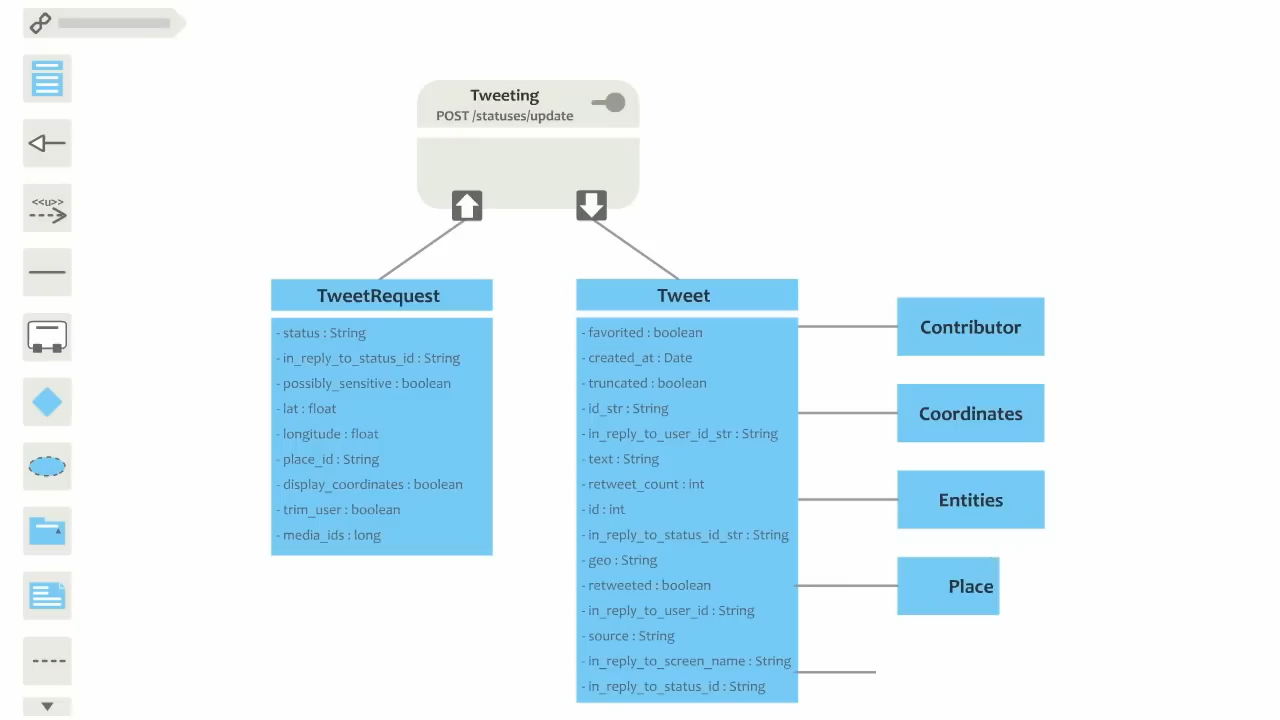 <<u>>
Tweeting
POST /statuses/update
TweetRequest
- status : String
- in_reply_to_status_id : String
- possibly_sensitive : boolean
- lat : float
- longitude : float
- place_id : String
- display_coordinates : boolean
- trim_user : boolean
- media_ids : long
Tweet
- favorited : boolean
- created_at : Date
- truncated : boolean
- id_str : String
- in_reply_to_user_id_str : String
- text : String
- retweet_count : int
- id : int
- in_reply_to_status_id_str : String
- geo : String
- retweeted : boolean
- in_reply_to_user_id : String
- source : String
- in_reply_to_screen_name : String
- in_reply_to_status_id : String
Contributor
Coordinates
Entities
Place